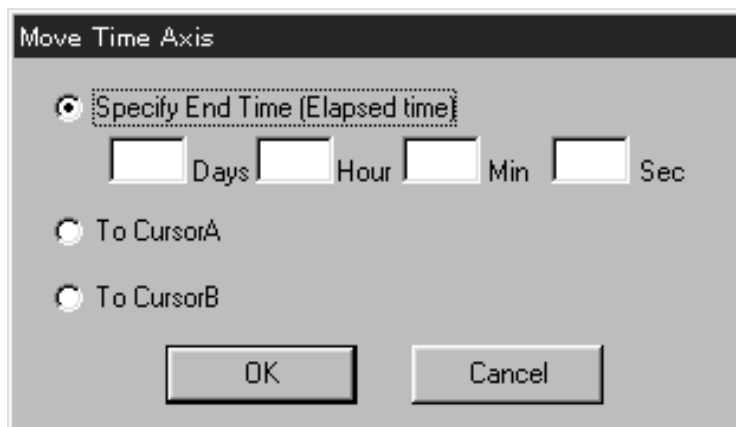 Move Time Axis
Specify End Time (Elapsed time)
Days Hour Min Sec
To CursorA
To CursorB
OK Cancel